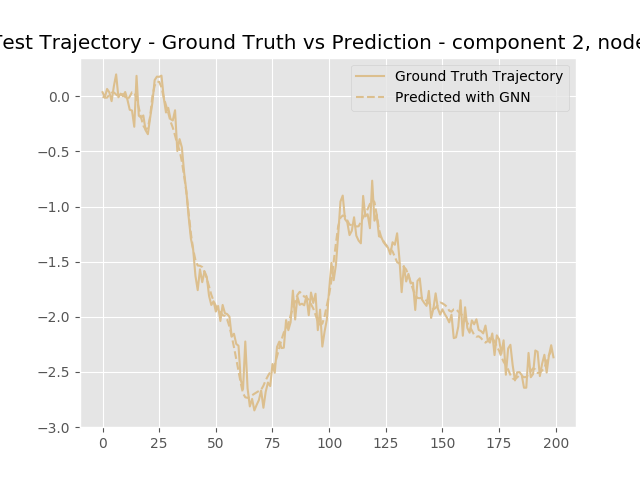 Test Trajectory - Ground Truth vs Prediction - component 2, node
Ground Truth Trajectory
Predicted with GNN
0.0
−0.5
−1.0
−1.5
−2.0
−2.5
−3.0
0 25 50 75 100 125 150 175 200